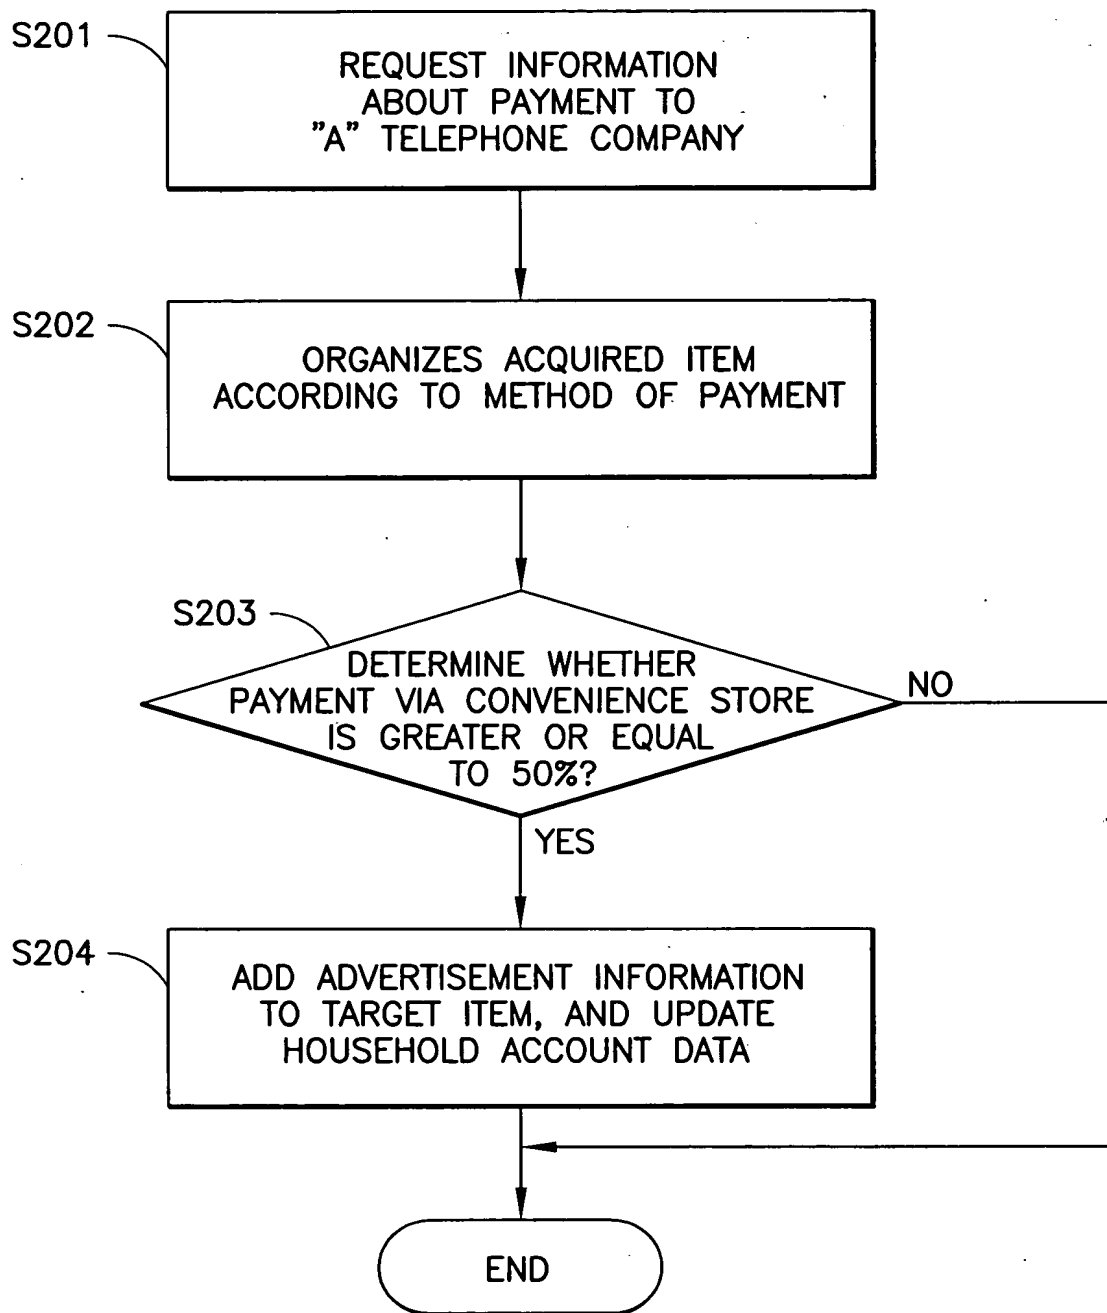 S201
REQUEST INFORMATION
ABOUT PAYMENT TO
"A" TELEPHONE COMPANY
S202
ORGANIZES ACQUIRED ITEM
ACCORDING TO METHOD OF PAYMENT
S203
DETERMINE WHETHER
PAYMENT VIA CONVENIENCE STORE
IS GREATER OR EQUAL
TO 50%?
NO
YES
S204
ADD ADVERTISEMENT INFORMATION
TO TARGET ITEM, AND UPDATE
HOUSEHOLD ACCOUNT DATA
END